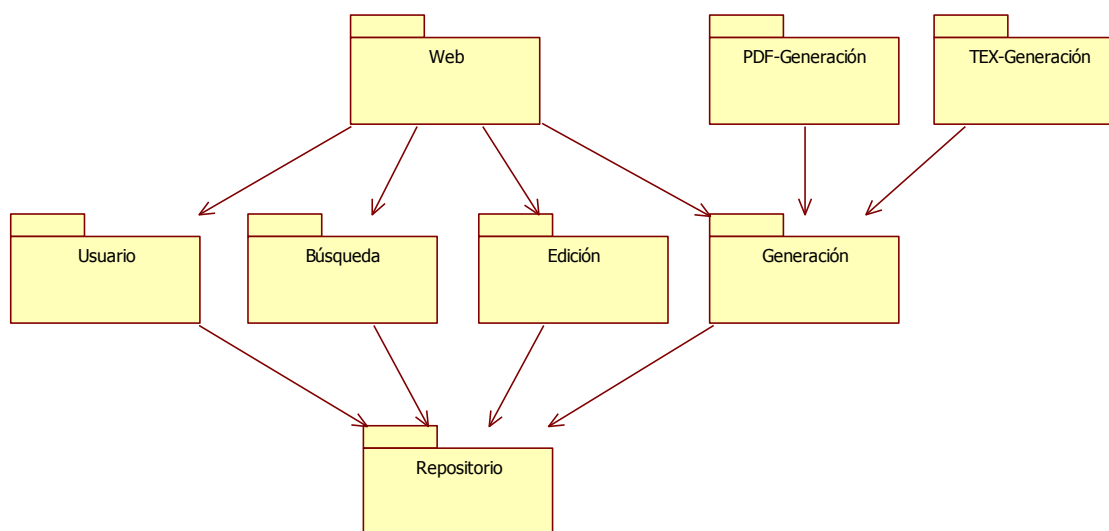 Web
PDF-Generación
TEX-Generación
Usuario
Búsqueda
Edición
Generación
Repositorio